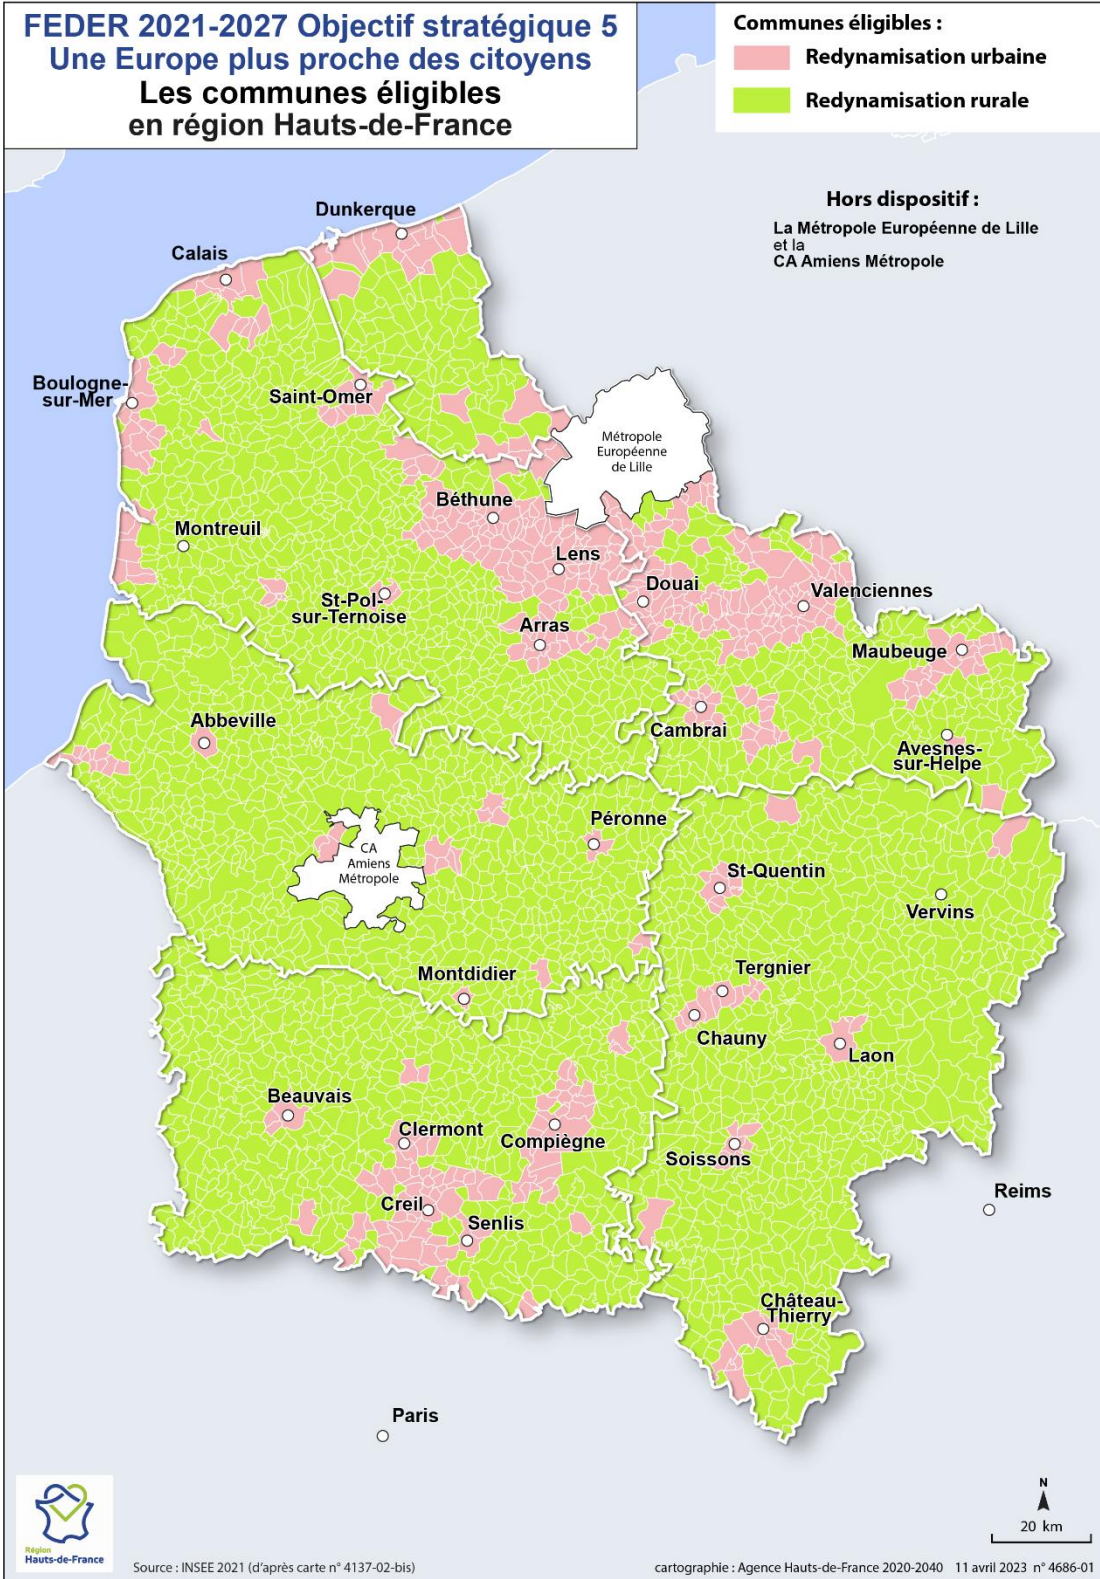 FEDER 2021-2027 Objectif stratégique 5
Une Europe plus proche des citoyens
Les communes éligibles
en région Hauts-de-France
Communes éligibles :
Redynamisation urbaine
Redynamisation rurale
Hors dispositif :
La Métropole Européenne de Lille
et la
CA Amiens Métropole
Dunkerque
Calais
Boulogne-
sur-Mer
Saint-Omer
Métropole
Européenne
de Lille
Béthune
Montreuil
Lens
Douai
Valenciennes
St-Pol-
sur-Ternoise
Arras
Maubeuge
Abbeville
Cambrai
Avesnes-
sur-Helpe
Péronne
CA
Amiens
Métropole
St-Quentin
Vervins
Montdidier
Tergnier
Chauny
Laon
Beauvais
Clermont
Compiègne
Soissons
Creil
Senlis
Reims
Château-
Thierry
Paris
N
20 km
Région
Hauts-de-France
Source : INSEE 2021 (d'après carte n° 4137-02-bis)
cartographie : Agence Hauts-de-France 2020-2040 11 avril 2023 n° 4686-01